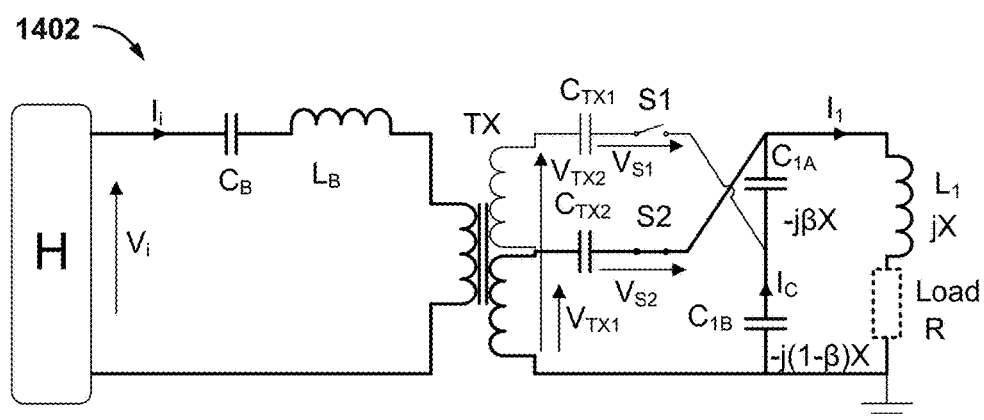 1402
H
Ii
CB
LB
Vi
TX
CTX1
S1
VTX2
VS1
CTX2
S2
VS2
VTX1
I1
C1A
-jβX
IC
C1B
-j(1-β)X
L1
jX
Load
R